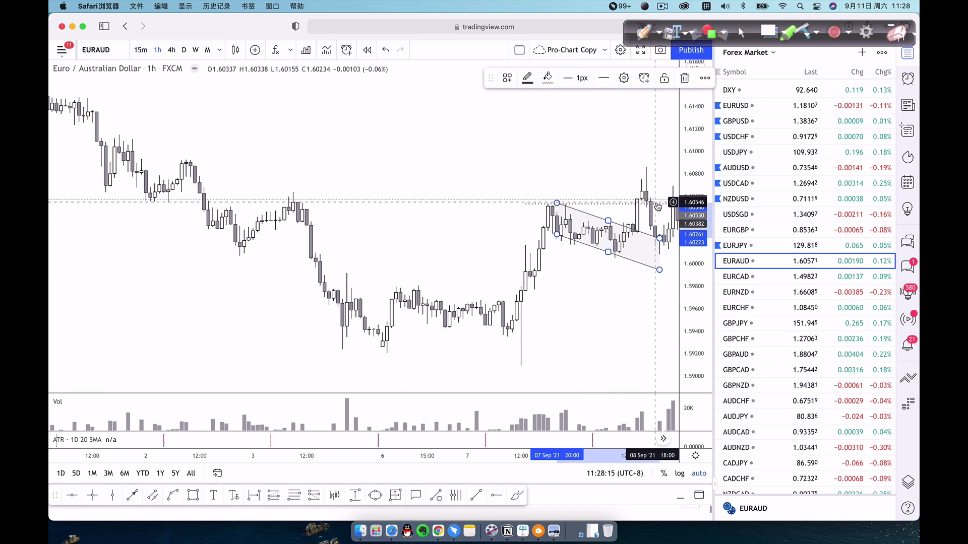 Safari浏览器 文件 编辑 显示 历史记录 书签 窗口 帮助 99+ 9月11日 周六 11:28
tradingview.com
11 EURAUD 15m 1h 4h D W M Pro-Chart Copy Publish
Euro / Australian Dollar · 1h · FXCM O1.60337 H1.60338 L1.60155 C1.60234 −0.00103 (−0.06%)
1px
1.61400
1.61200
1.61000
1.60800
1.60546
1.60530
1.60382
1.60261
1.60223
1.60000
1.59800
1.59600
1.59400
1.59200
1.59000
Vol
20K
ATR · 1D 20 SMA n/a
0.00000
12:00 2 12:00 3 12:00 6 15:00 7 12:00 07 Sep '21 20:00 08 Sep '21 18:00
1D 5D 1M 3M 6M YTD 1Y 5Y All 11:28:15 (UTC+8) % log auto
Forex Market
Symbol Last Chg Chg%
DXY 92.640 0.119 0.13%
EURUSD 1.18107 −0.00131 −0.11%
GBPUSD 1.38367 0.00009 0.01%
USDCHF 0.91729 0.00070 0.08%
USDJPY 109.932 0.196 0.18%
AUDUSD 0.73546 −0.00141 −0.19%
USDCAD 1.26942 0.00314 0.25%
NZDUSD 0.71119 0.00065 0.09%
USDSGD 1.34097 −0.00211 −0.16%
EURGBP 0.85361 −0.00065 −0.08%
EURJPY 129.818 0.065 0.05%
EURAUD 1.60571 0.00190 0.12%
EURCAD 1.49823 0.00137 0.09%
EURNZD 1.66081 −0.00385 −0.23%
EURCHF 1.08450 0.00060 0.06%
GBPJPY 151.941 0.265 0.17%
GBPCHF 1.27063 0.00239 0.19%
GBPAUD 1.88054 0.00404 0.22%
GBPCAD 1.75442 0.00316 0.18%
GBPNZD 1.94381 −0.00061 −0.03%
AUDCHF 0.67519 −0.00029 −0.04%
AUDJPY 80.836 −0.024 −0.03%
AUDCAD 0.93352 0.00039 0.04%
AUDNZD 1.03441 −0.00310 −0.30%
CADJPY 86.590 −0.066 −0.08%
CADCHF 0.72232 −0.00068 −0.09%
EURAUD
1
580